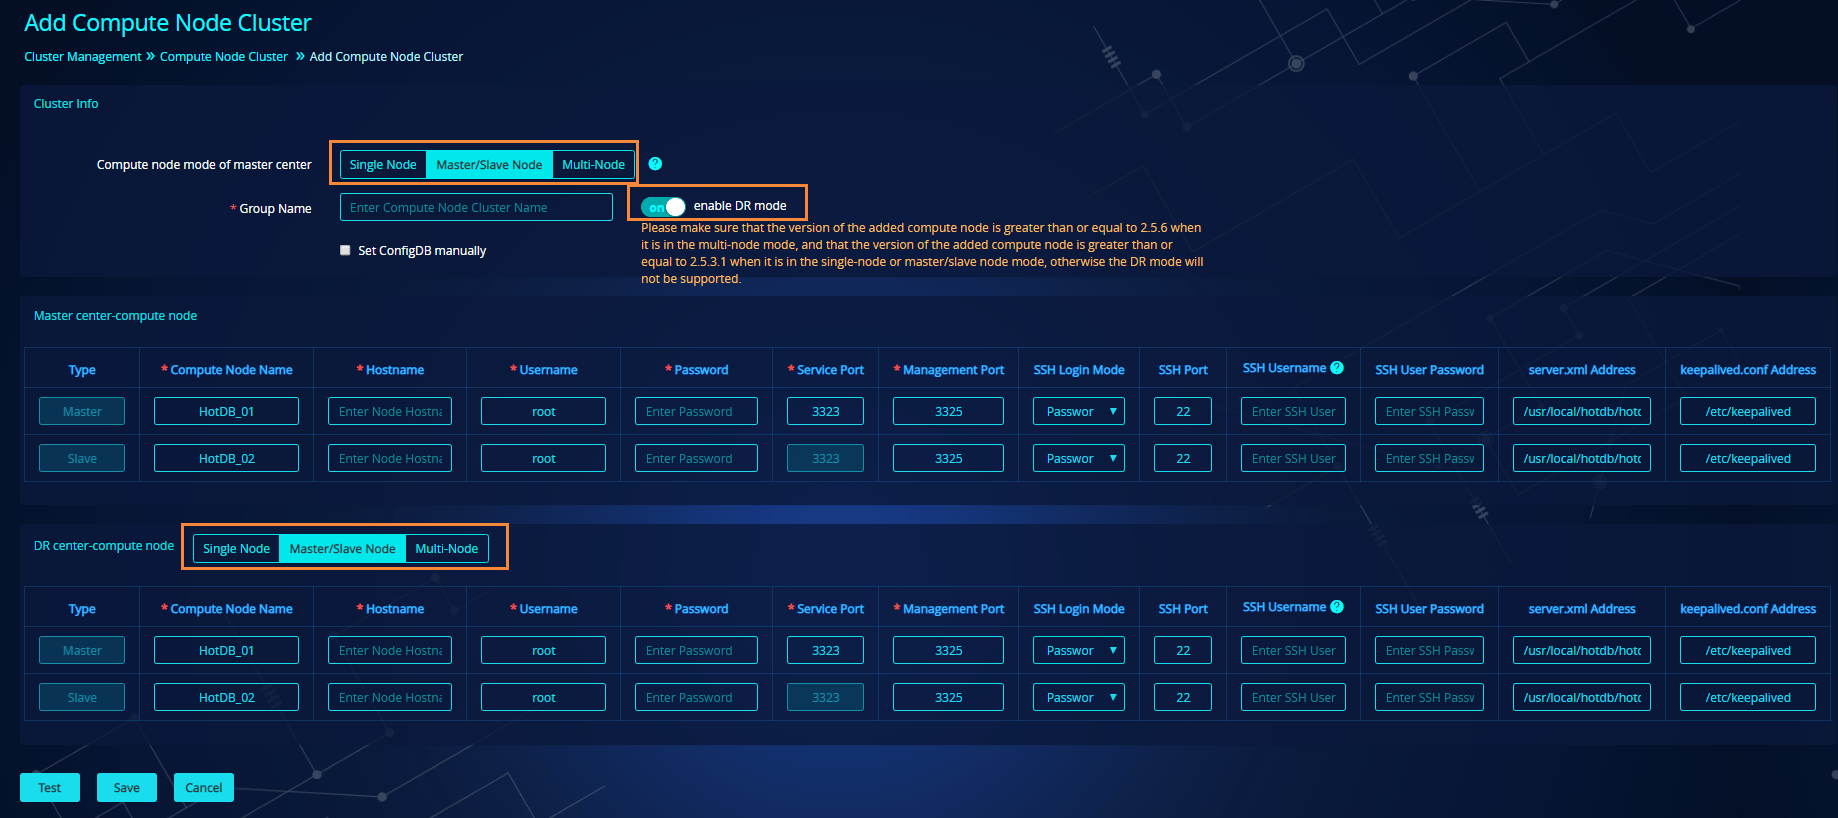 Add Compute Node Cluster
Cluster Management » Compute Node Cluster » Add Compute Node Cluster
Cluster Info
Compute node mode of master center Single Node Master/Slave Node Multi-Node ?
* Group Name Enter Compute Node Cluster Name on enable DR mode
Please make sure that the version of the added compute node is greater than or equal to 2.5.6 when
it is in the multi-node mode, and that the version of the added compute node is greater than or
equal to 2.5.3.1 when it is in the single-node or master/slave node mode, otherwise the DR mode will
not be supported.
Set ConfigDB manually
Master center-compute node
Type * Compute Node Name * Hostname * Username * Password * Service Port * Management Port SSH Login Mode SSH Port SSH Username ? SSH User Password server.xml Address keepalived.conf Address
Master HotDB_01 Enter Node Hostna root Enter Password 3323 3325 Passwor ▼ 22 Enter SSH User Enter SSH Passw /usr/local/hotdb/hotd /etc/keepalived
Slave HotDB_02 Enter Node Hostna root Enter Password 3323 3325 Passwor ▼ 22 Enter SSH User Enter SSH Passw /usr/local/hotdb/hotd /etc/keepalived
DR center-compute node Single Node Master/Slave Node Multi-Node
Type * Compute Node Name * Hostname * Username * Password * Service Port * Management Port SSH Login Mode SSH Port SSH Username ? SSH User Password server.xml Address keepalived.conf Address
Master HotDB_01 Enter Node Hostna root Enter Password 3323 3325 Passwor ▼ 22 Enter SSH User Enter SSH Passw /usr/local/hotdb/hotd /etc/keepalived
Slave HotDB_02 Enter Node Hostna root Enter Password 3323 3325 Passwor ▼ 22 Enter SSH User Enter SSH Passw /usr/local/hotdb/hotd /etc/keepalived
Test Save Cancel